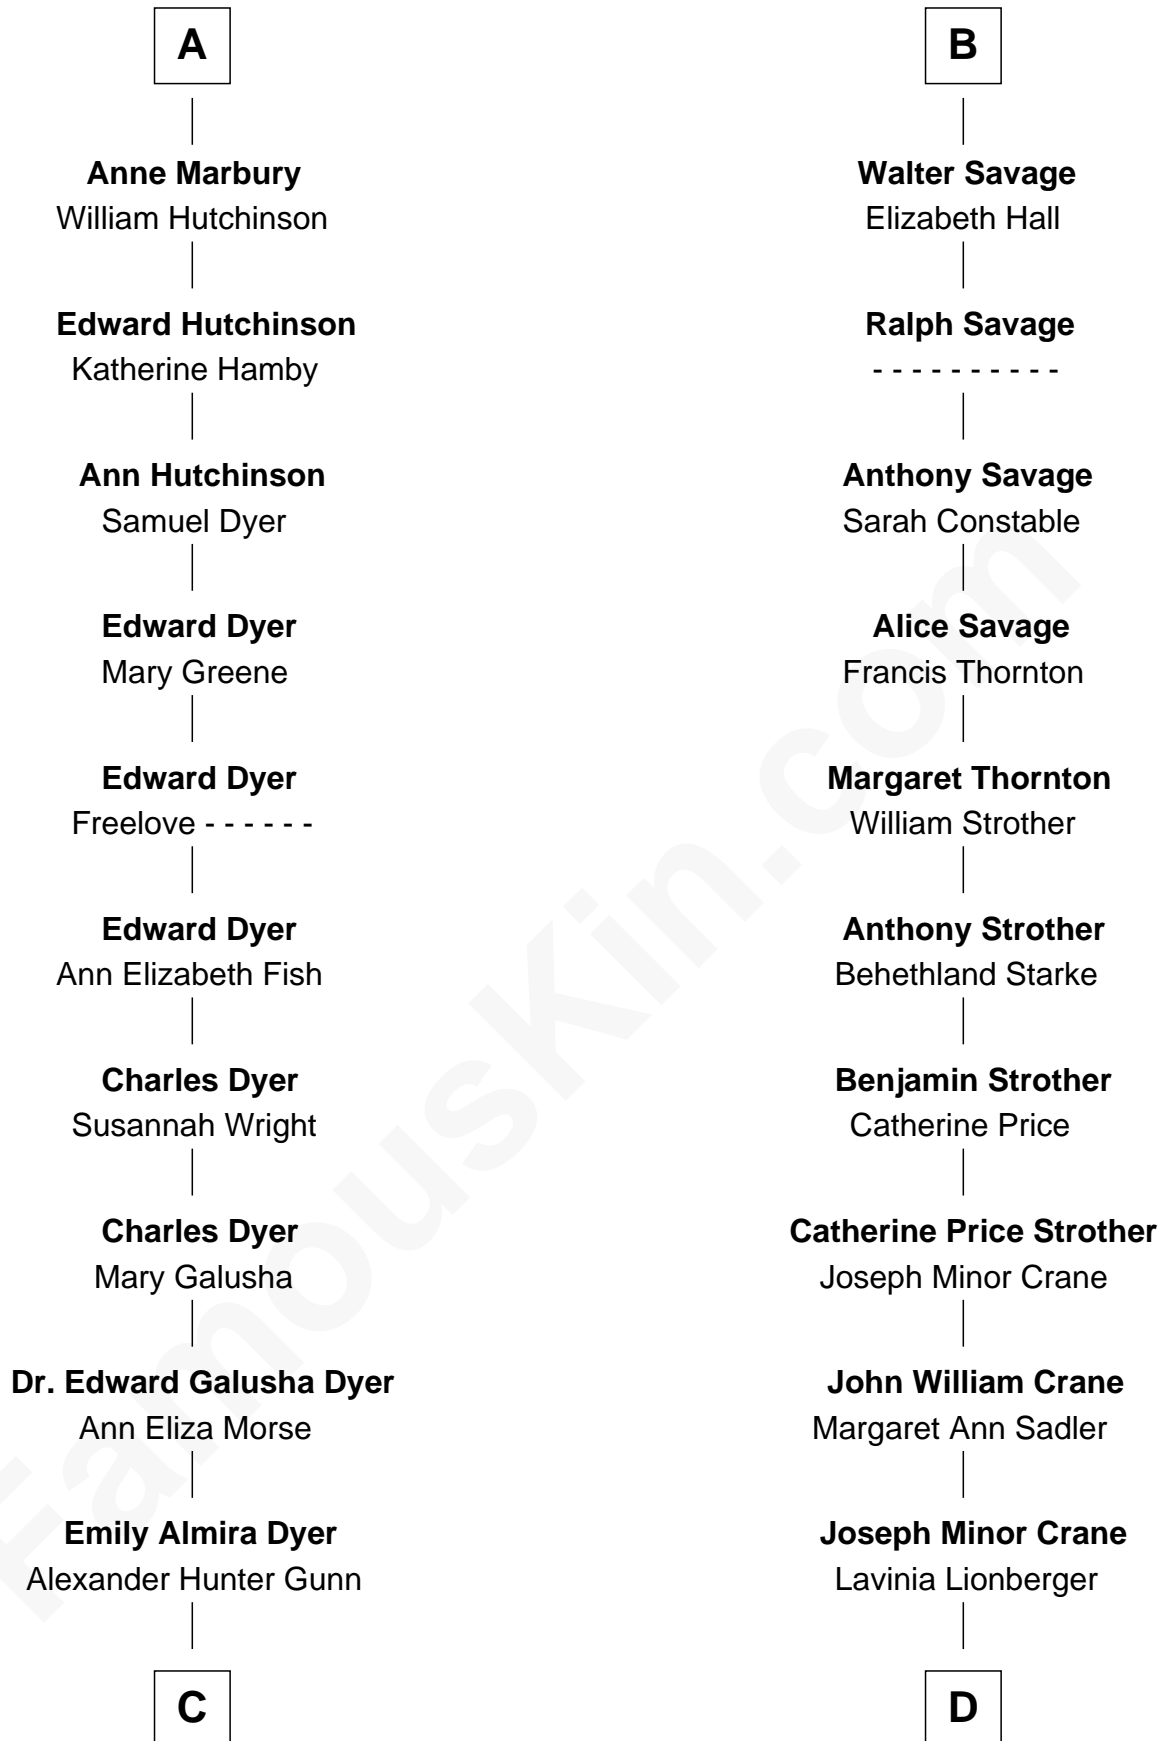 A
Anne Marbury
William Hutchinson
Edward Hutchinson
Katherine Hamby
Ann Hutchinson
Samuel Dyer
Edward Dyer
Mary Greene
Edward Dyer
Freelove - - - - - -
Edward Dyer
Ann Elizabeth Fish
Charles Dyer
Susannah Wright
Charles Dyer
Mary Galusha
Dr. Edward Galusha Dyer
Ann Eliza Morse
Emily Almira Dyer
Alexander Hunter Gunn
C
B
Walter Savage
Elizabeth Hall
Ralph Savage
- - - - - - - - - -
Anthony Savage
Sarah Constable
Alice Savage
Francis Thornton
Margaret Thornton
William Strother
Anthony Strother
Behethland Starke
Benjamin Strother
Catherine Price
Catherine Price Strother
Joseph Minor Crane
John William Crane
Margaret Ann Sadler
Joseph Minor Crane
Lavinia Lionberger
D
FamousKin.com